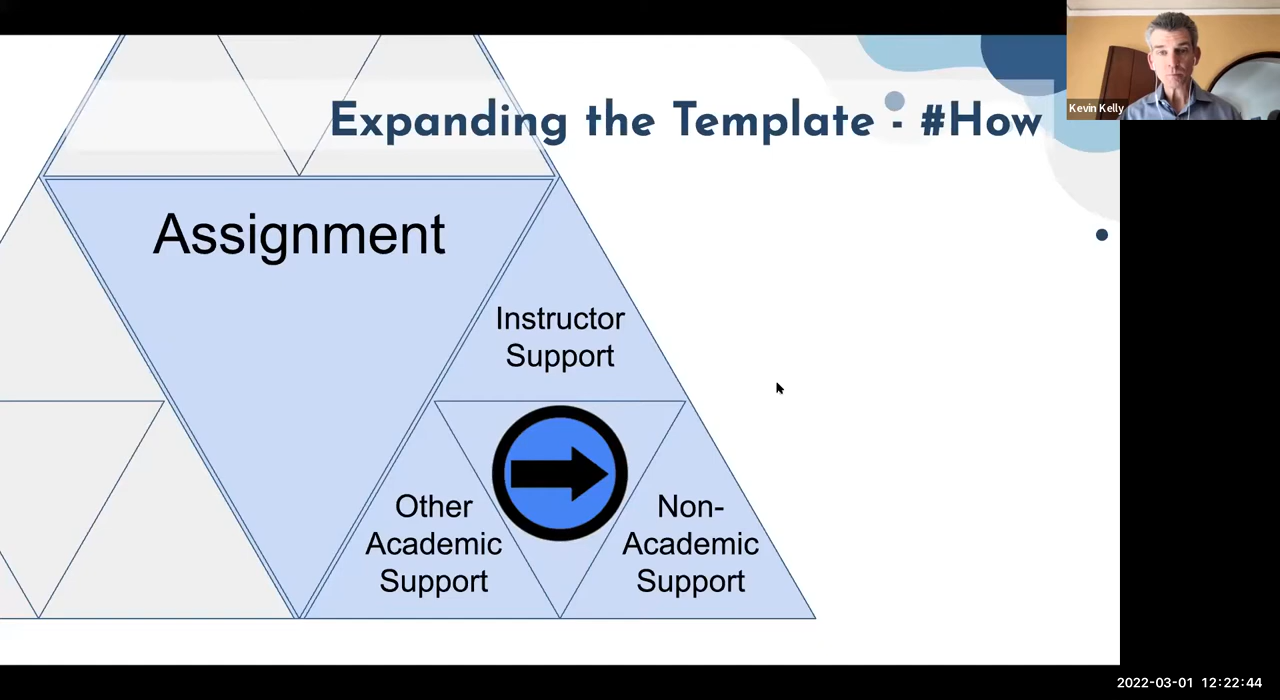 Expanding the Template - #How
Kevin Kelly
Assignment
Instructor
Support
Other
Academic
Support
Non-
Academic
Support
2022-03-01 12:22:44